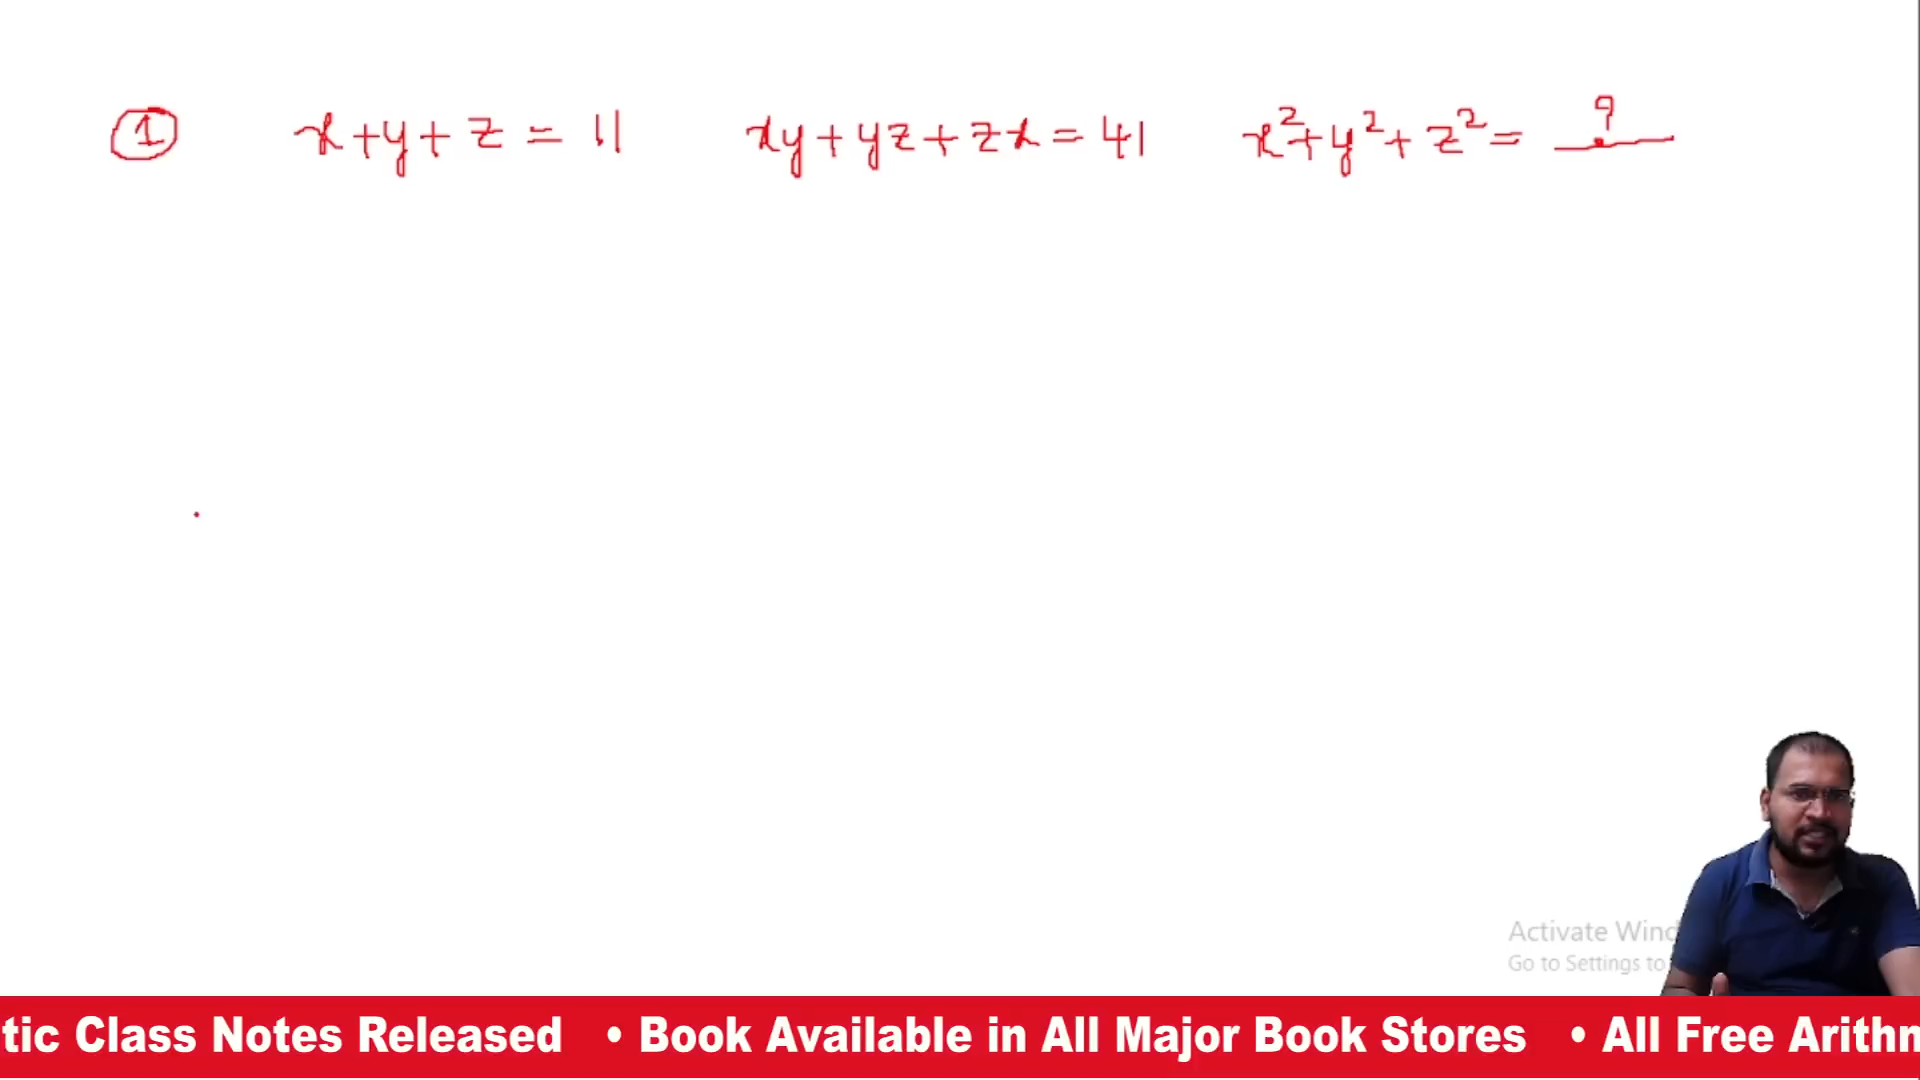 ① x+y+z = 11 xy+yz+zx = 41 x²+y²+z² = ?
Activate Wind
Go to Settings to
tic Class Notes Released • Book Available in All Major Book Stores • All Free Arithn